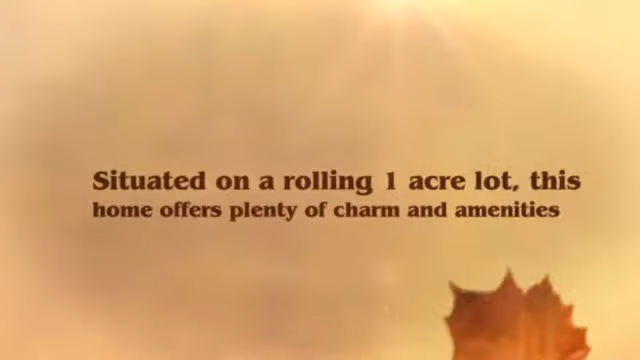 Situated on a rolling 1 acre lot, this
home offers plenty of charm and amenities